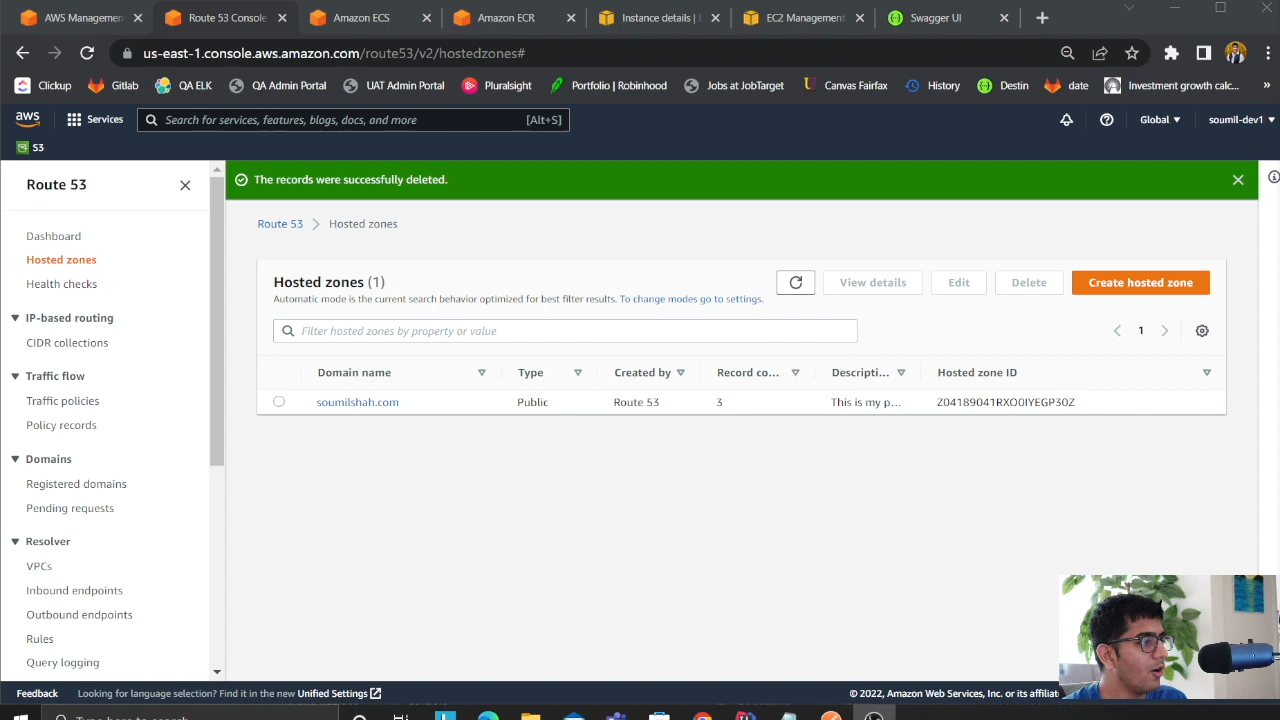 AWS Managemen
Route 53 Console
Amazon ECS
Amazon ECR
Instance details |
EC2 Management
Swagger UI
us-east-1.console.aws.amazon.com/route53/v2/hostedzones#
Clickup
Gitlab
QA ELK
QA Admin Portal
UAT Admin Portal
Pluralsight
Portfolio | Robinhood
Jobs at JobTarget
Canvas Fairfax
History
Destin
date
Investment growth calc...
»
aws
Services
Search for services, features, blogs, docs, and more
[Alt+S]
Global
soumil-dev1
S3
Route 53
The records were successfully deleted.
Route 53
Hosted zones
Dashboard
Hosted zones
Health checks
IP-based routing
CIDR collections
Traffic flow
Traffic policies
Policy records
Domains
Registered domains
Pending requests
Resolver
VPCs
Inbound endpoints
Outbound endpoints
Rules
Query logging
Hosted zones (1)
Automatic mode is the current search behavior optimized for best filter results. To change modes go to settings.
View details
Edit
Delete
Create hosted zone
Filter hosted zones by property or value
1
Domain name
Type
Created by
Record co...
Descripti...
Hosted zone ID
soumilshah.com
Public
Route 53
3
This is my p...
Z04189041RXO0IYEGP30Z
Feedback
Looking for language selection? Find it in the new Unified Settings
© 2022, Amazon Web Services, Inc. or its affiliat
Type here to search